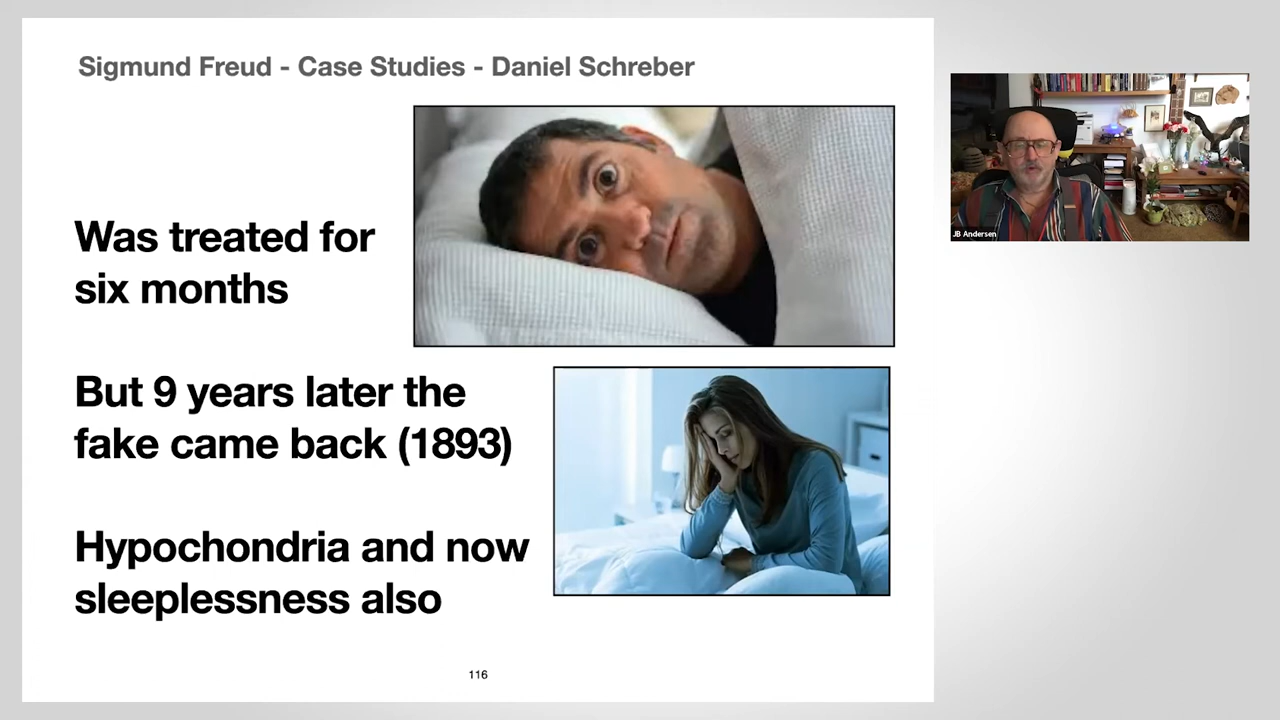 Sigmund Freud - Case Studies - Daniel Schreber
Was treated for
six months
But 9 years later the
fake came back (1893)
Hypochondria and now
sleeplessness also
116
JB Andersen